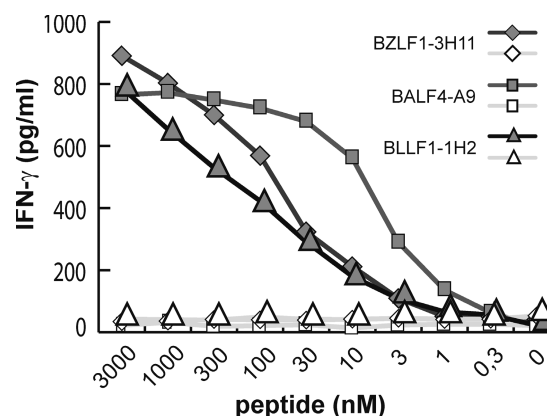 1000
800
600
400
200
0
IFN-γ (pg/ml)
BZLF1-3H11
BALF4-A9
BLLF1-1H2
3000 1000 300 100 30 10 3 1 0,3 0
peptide (nM)